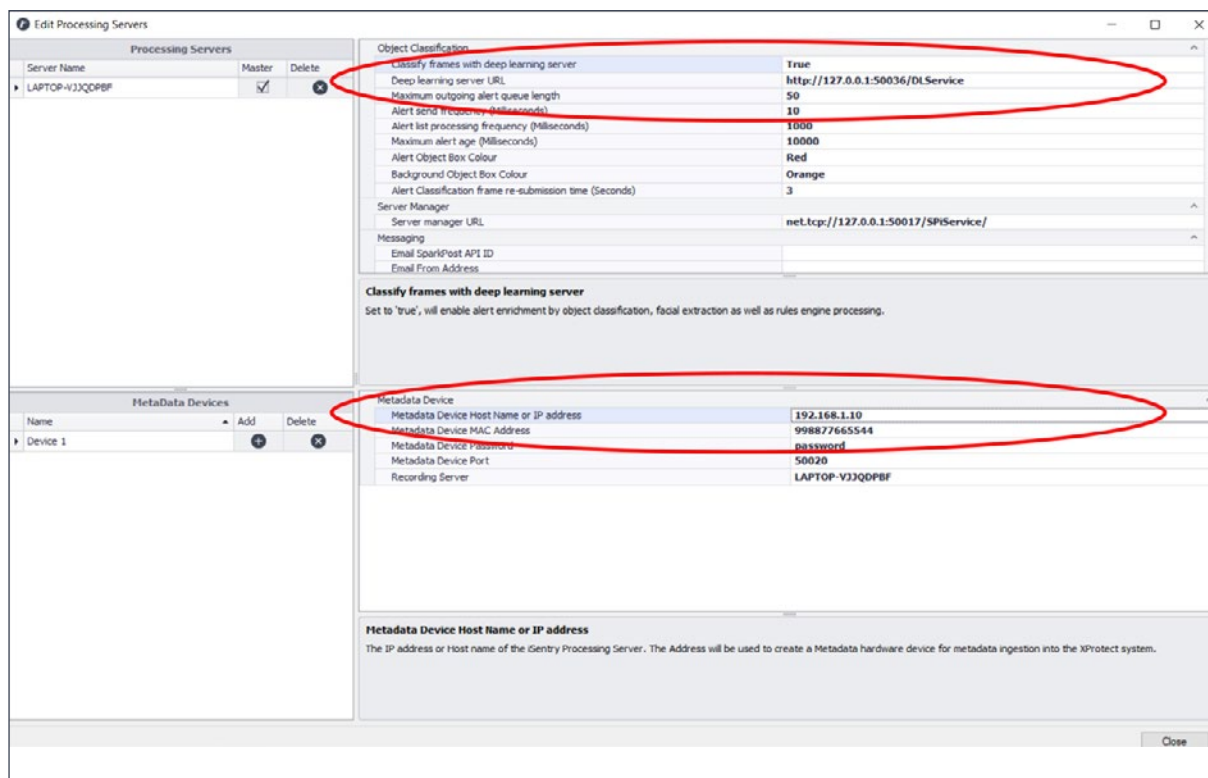 Edit Processing Servers
Processing Servers
Server Name Master Delete
LAPTOP-VJJQDPBF
Object Classification
Classify frames with deep learning server True
Deep learning server URL http://127.0.0.1:50036/DLService
Maximum outgoing alert queue length 50
Alert send frequency (Milliseconds) 10
Alert list processing frequency (Milliseconds) 1000
Maximum alert age (Milliseconds) 10000
Alert Object Box Colour Red
Background Object Box Colour Orange
Alert Classification frame re-submission time (Seconds) 3
Server Manager
Server manager URL net.tcp://127.0.0.1:50017/SPiService/
Messaging
Email SparkPost API ID
Email From Address
Classify frames with deep learning server
Set to 'true', will enable alert enrichment by object classification, facial extraction as well as rules engine processing.
MetaData Devices
Name Add Delete
Device 1
Metadata Device
Metadata Device Host Name or IP address 192.168.1.10
Metadata Device MAC Address 998877665544
Metadata Device Password password
Metadata Device Port 50020
Recording Server LAPTOP-VJJQDPBF
Metadata Device Host Name or IP address
The IP address or Host name of the iSentry Processing Server. The Address will be used to create a Metadata hardware device for metadata ingestion into the XProtect system.
Close